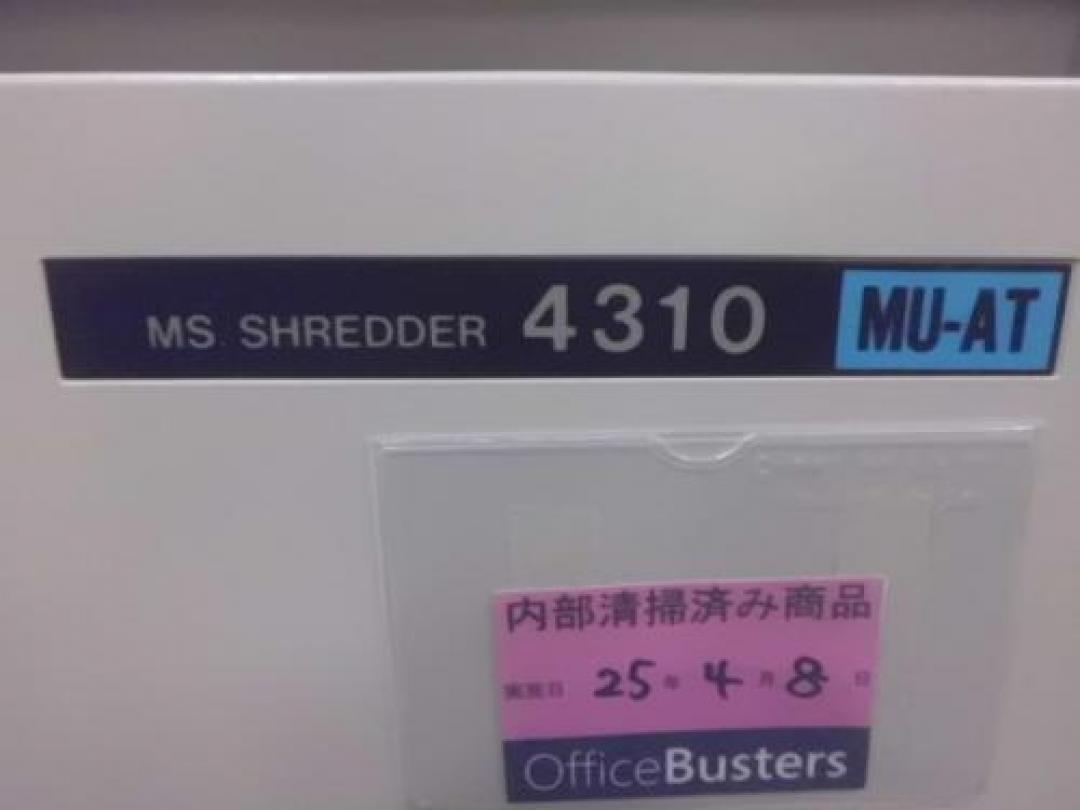 MS SHREDDER 4310 MU-AT
内部清掃済み商品
実施日 25年 4月 8日
OfficeBusters